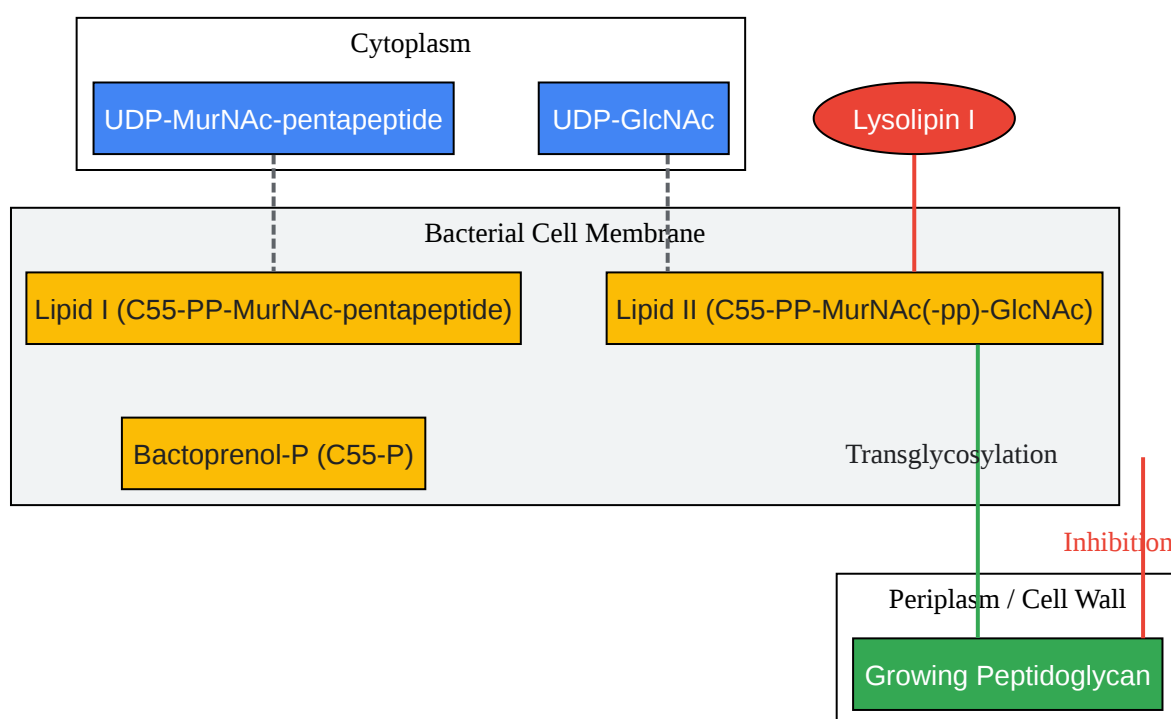 Cytoplasm
UDP-MurNAc-pentapeptide
UDP-GlcNAc
Lysolipin I
Bacterial Cell Membrane
Lipid I (C55-PP-MurNAc-pentapeptide)
Lipid II (C55-PP-MurNAc(-pp)-GlcNAc)
Bactoprenol-P (C55-P)
Transglycosylation
Inhibition
Periplasm / Cell Wall
Growing Peptidoglycan